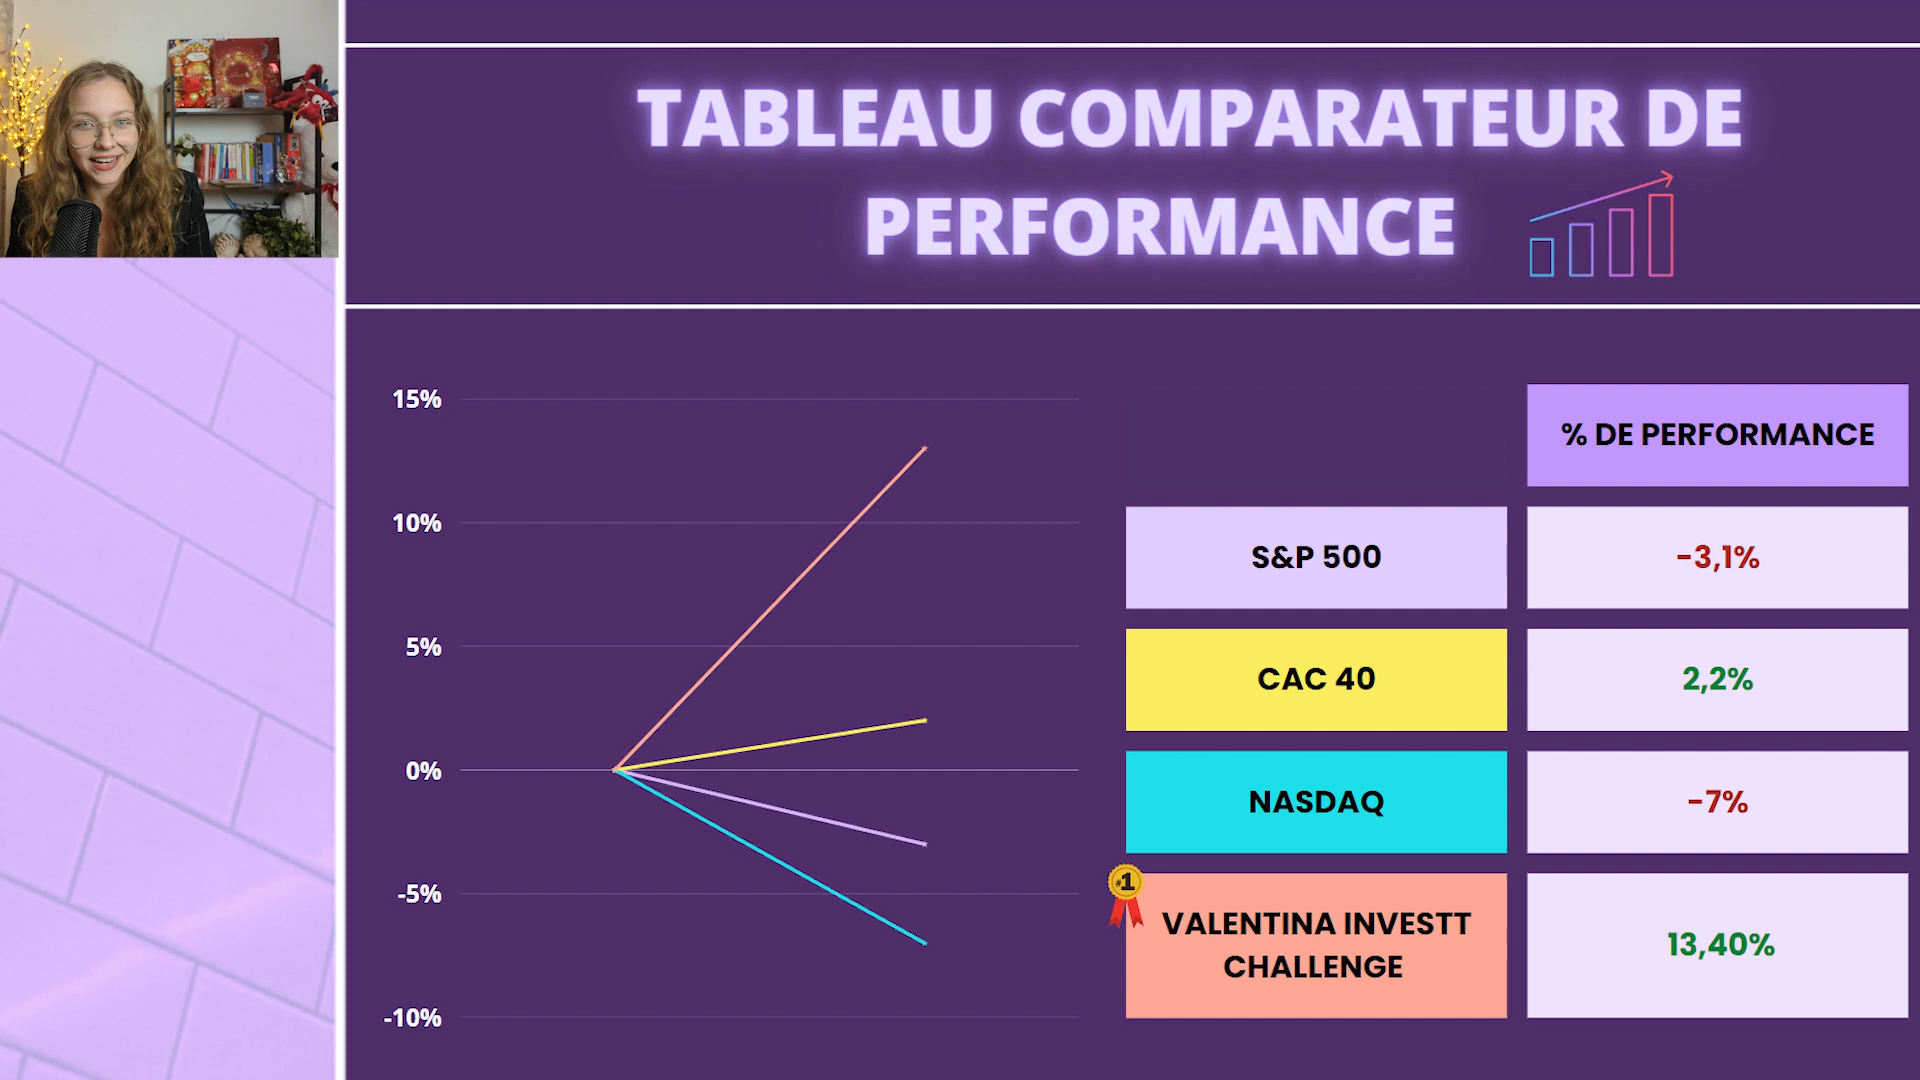 TABLEAU COMPARATEUR DE
PERFORMANCE
15%
10%
5%
0%
-5%
-10%
% DE PERFORMANCE
S&P 500
-3,1%
CAC 40
2,2%
NASDAQ
-7%
#1
VALENTINA INVESTT
CHALLENGE
13,40%